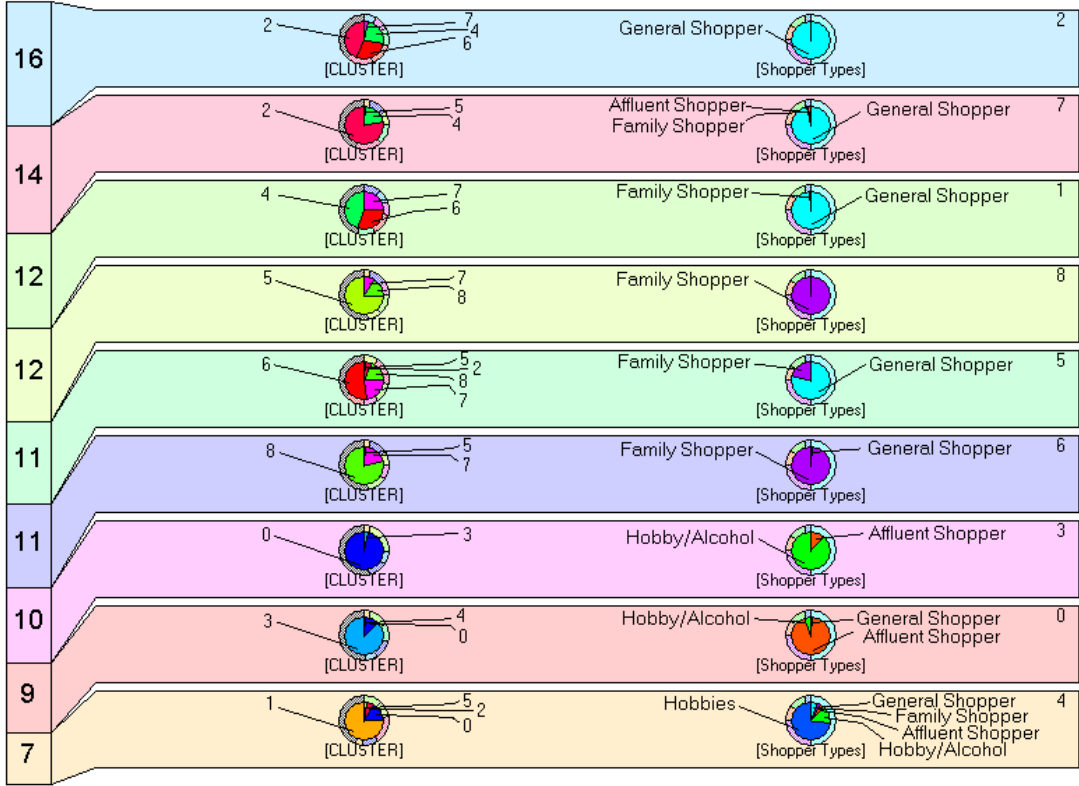 16
2
7
4
6
[CLUSTER]
General Shopper
[Shopper Types]
2
14
2
5
4
[CLUSTER]
Affluent Shopper
Family Shopper
General Shopper
[Shopper Types]
7
12
4
7
6
[CLUSTER]
Family Shopper
General Shopper
[Shopper Types]
1
12
5
7
8
[CLUSTER]
Family Shopper
[Shopper Types]
8
11
6
5
2
8
7
[CLUSTER]
Family Shopper
General Shopper
[Shopper Types]
5
11
8
5
7
[CLUSTER]
Family Shopper
General Shopper
[Shopper Types]
6
10
0
3
[CLUSTER]
Hobby/Alcohol
Affluent Shopper
[Shopper Types]
3
9
3
4
0
[CLUSTER]
Hobby/Alcohol
General Shopper
Affluent Shopper
[Shopper Types]
0
7
1
5
2
0
[CLUSTER]
Hobbies
General Shopper
Family Shopper
Affluent Shopper
Hobby/Alcohol
[Shopper Types]
4